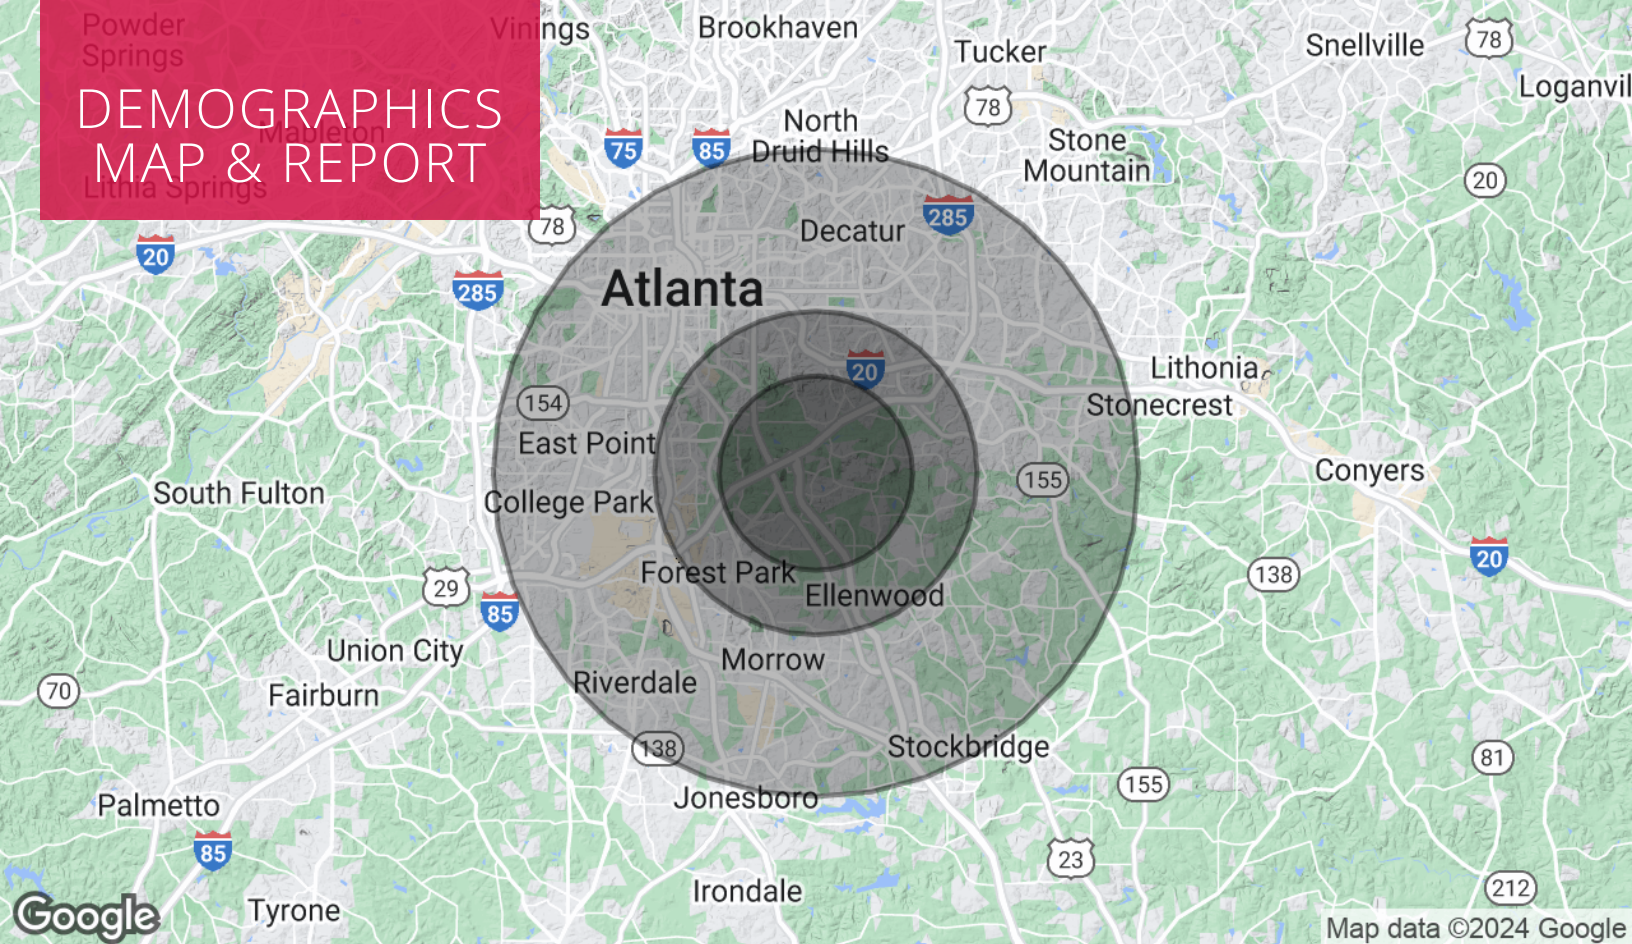 Powder
Springs
Vinings
Brookhaven
Tucker
Snellville
78
Loganvil
DEMOGRAPHICS
Mapleton
MAP & REPORT
Lithia Springs
75
85
North
Druid Hills
78
Stone
Mountain
20
78
Decatur
285
20
285
Atlanta
20
Lithonia
154
Stonecrest
East Point
155
Conyers
South Fulton
College Park
20
29
85
Forest Park
Ellenwood
138
Union City
Morrow
70
Fairburn
Riverdale
138
Stockbridge
81
155
Palmetto
Jonesboro
85
23
Irondale
212
Google
Tyrone
Map data ©2024 Google